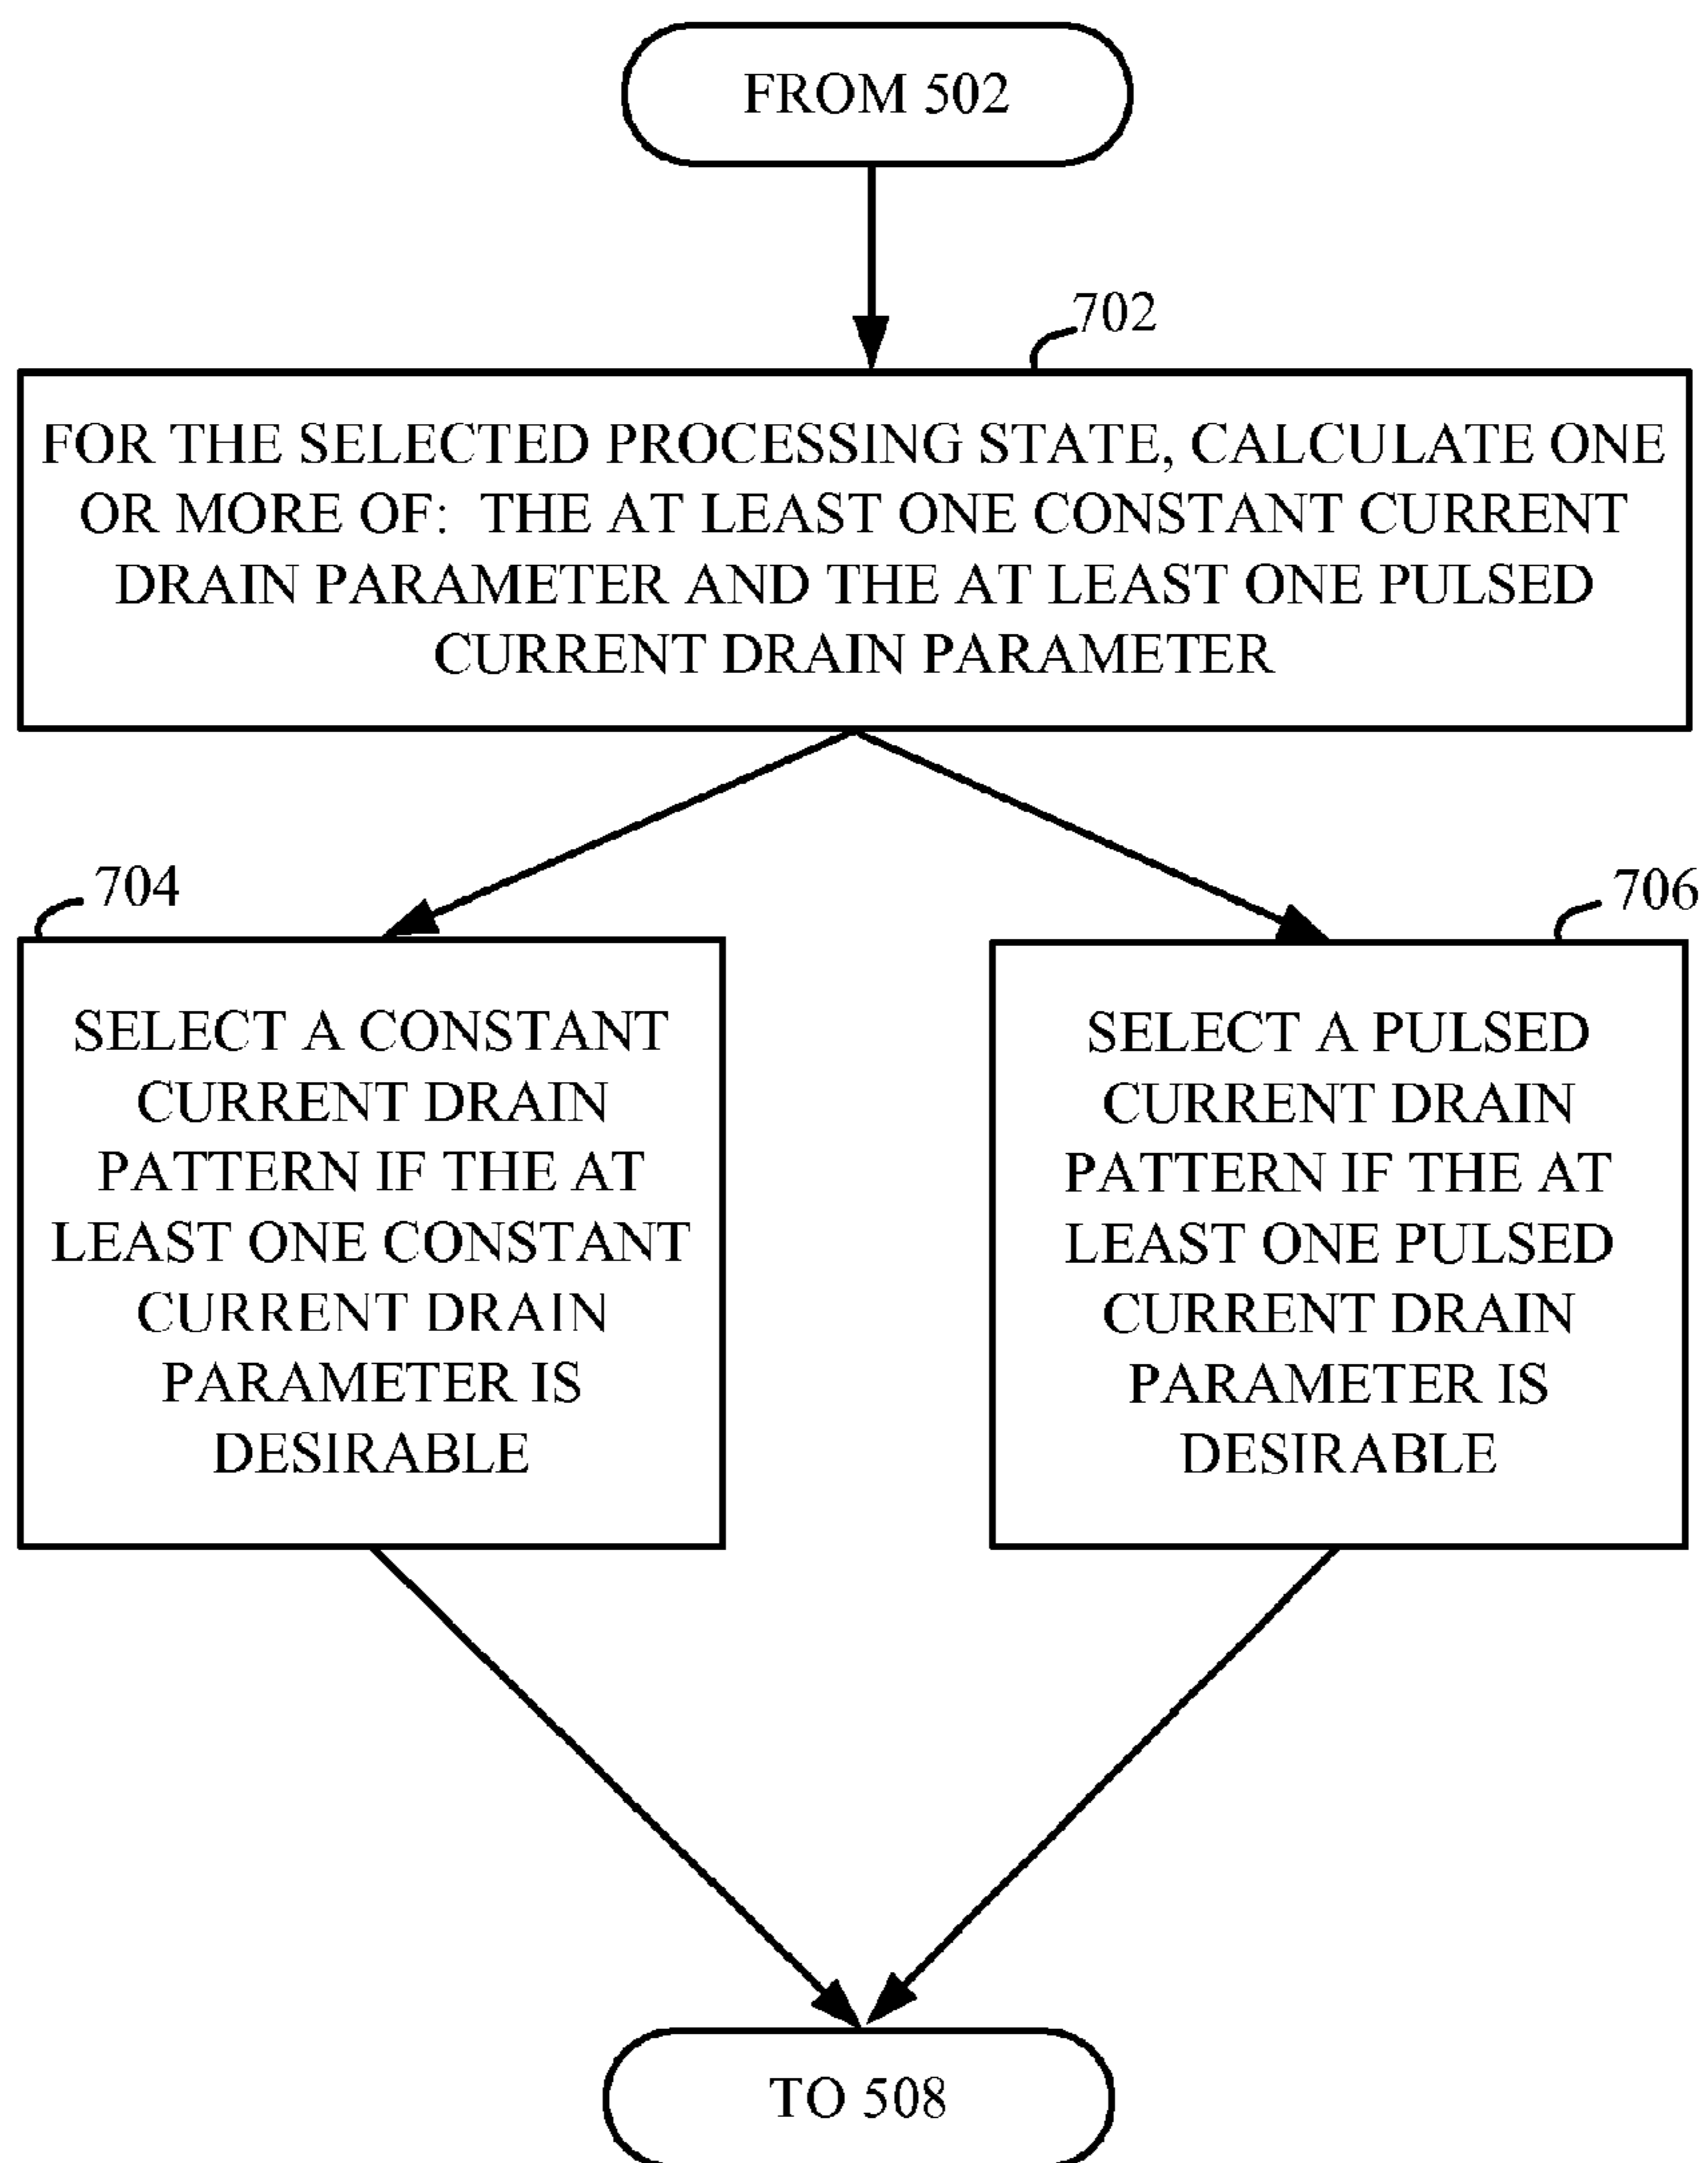 FROM 502
702
FOR THE SELECTED PROCESSING STATE, CALCULATE ONE
OR MORE OF: THE AT LEAST ONE CONSTANT CURRENT
DRAIN PARAMETER AND THE AT LEAST ONE PULSED
CURRENT DRAIN PARAMETER
704
SELECT A CONSTANT
CURRENT DRAIN
PATTERN IF THE AT
LEAST ONE CONSTANT
CURRENT DRAIN
PARAMETER IS
DESIRABLE
706
SELECT A PULSED
CURRENT DRAIN
PATTERN IF THE AT
LEAST ONE PULSED
CURRENT DRAIN
PARAMETER IS
DESIRABLE
TO 508